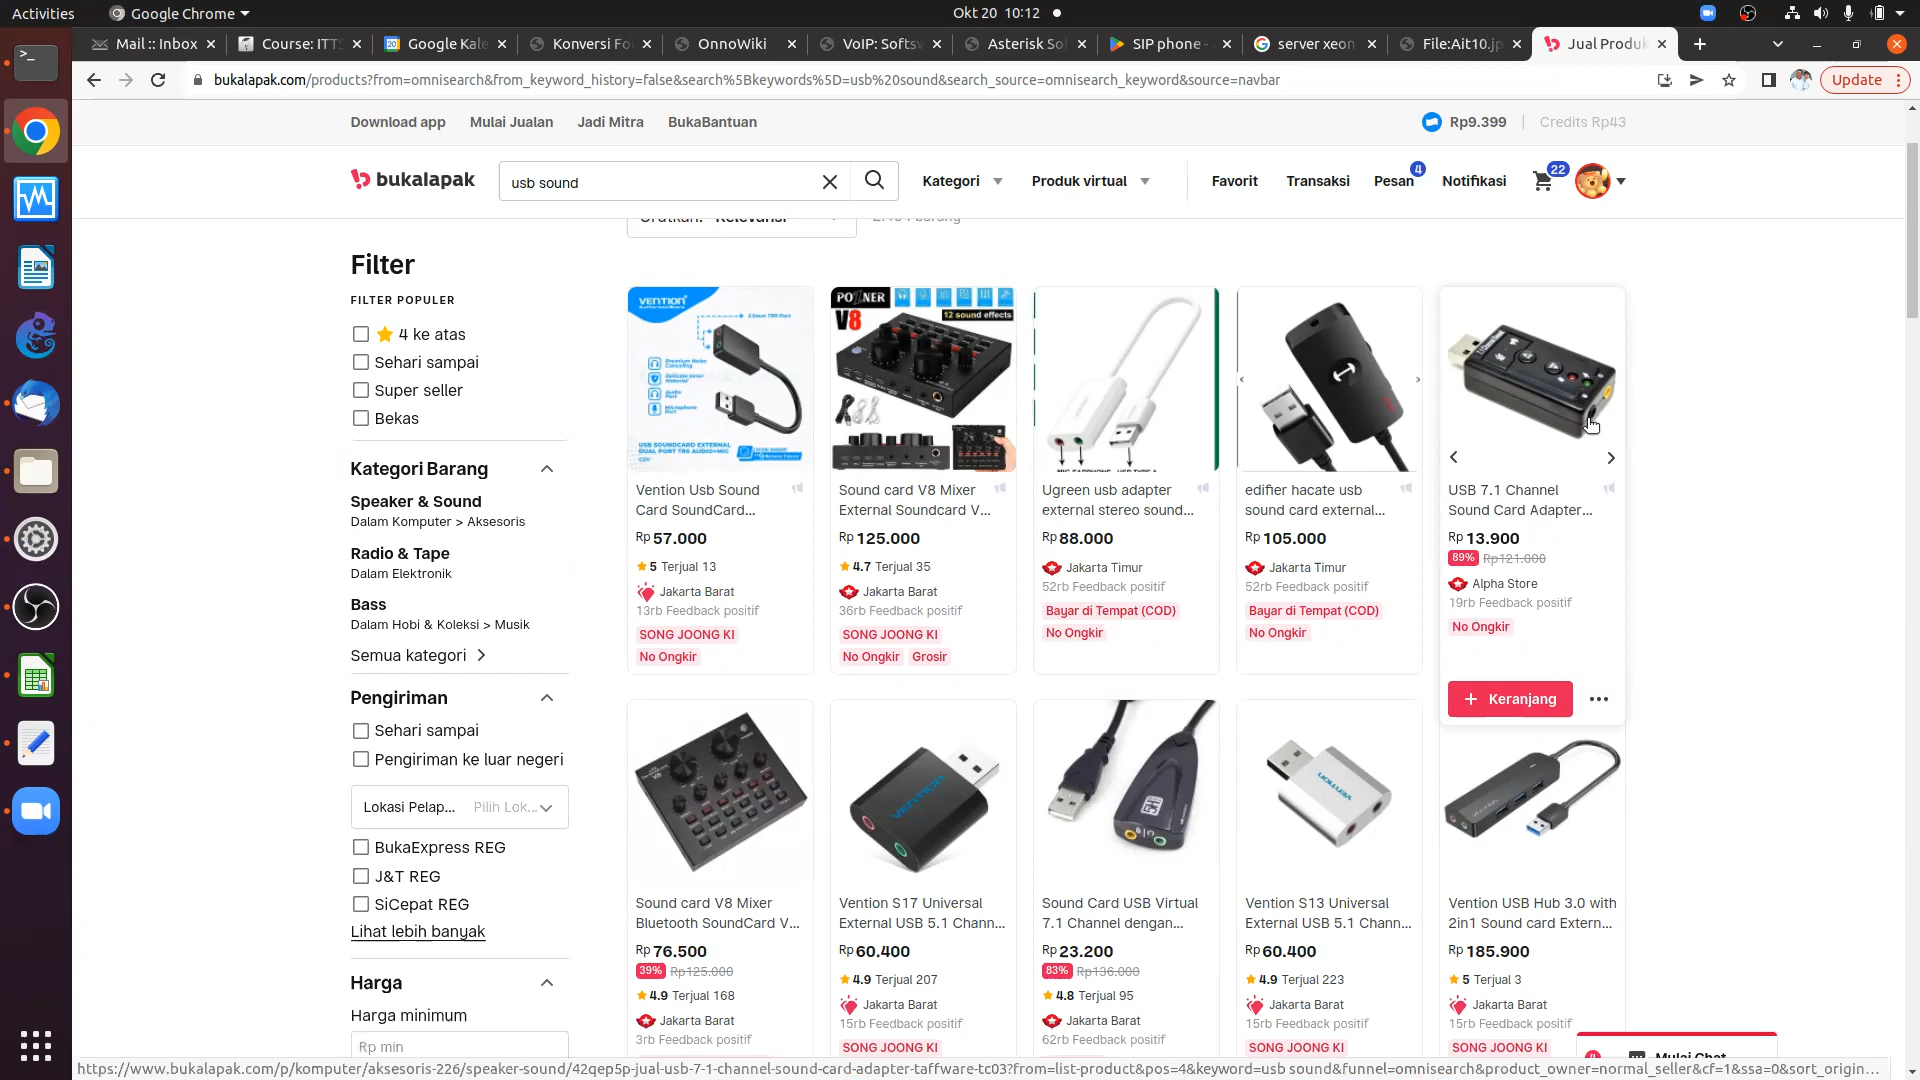 Activities
Google Chrome
Okt 20 10:12
Mail :: Inbox
Course: ITTS
Google Kale
Konversi Fo
OnnoWiki
VoIP: Softsw
Asterisk So
SIP phone -
server xeon
File:Ait10.jp
Jual Produk
bukalapak.com/products?from=omnisearch&from_keyword_history=false&search%5Bkeywords%5D=usb%20sound&search_source=omnisearch_keyword&source=navbar
Update
Download app
Mulai Jualan
Jadi Mitra
BukaBantuan
Rp9.399
Credits Rp43
bukalapak
usb sound
Kategori
Produk virtual
Favorit
Transaksi
Pesan
4
Notifikasi
22
Filter
FILTER POPULER
4 ke atas
Sehari sampai
Super seller
Bekas
Kategori Barang
Speaker & Sound
Dalam Komputer > Aksesoris
Radio & Tape
Dalam Elektronik
Bass
Dalam Hobi & Koleksi > Musik
Semua kategori
Pengiriman
Sehari sampai
Pengiriman ke luar negeri
Lokasi Pelap... Pilih Lok...
BukaExpress REG
J&T REG
SiCepat REG
Lihat lebih banyak
Harga
Harga minimum
Rp min
VENTION
Vention Usb Sound
Card SoundCard...
Rp 57.000
5 Terjual 13
Jakarta Barat
13rb Feedback positif
SONG JOONG KI
No Ongkir
V8
12 sound effects
Sound card V8 Mixer
External Soundcard V...
Rp 125.000
4.7 Terjual 35
Jakarta Barat
36rb Feedback positif
SONG JOONG KI
No Ongkir Grosir
Ugreen usb adapter
external stereo sound...
Rp 88.000
Jakarta Timur
52rb Feedback positif
Bayar di Tempat (COD)
No Ongkir
edifier hacate usb
sound card external...
Rp 105.000
Jakarta Timur
52rb Feedback positif
Bayar di Tempat (COD)
No Ongkir
USB 7.1 Channel
Sound Card Adapter...
Rp 13.900
89% Rp121.000
Alpha Store
19rb Feedback positif
No Ongkir
Keranjang
Sound card V8 Mixer
Bluetooth SoundCard V...
Rp 76.500
39% Rp125.000
4.9 Terjual 168
Jakarta Barat
3rb Feedback positif
VENTION
Vention S17 Universal
External USB 5.1 Chann...
Rp 60.400
4.9 Terjual 207
Jakarta Barat
15rb Feedback positif
SONG JOONG KI
Sound Card USB Virtual
7.1 Channel dengan...
Rp 23.200
83% Rp136.000
4.8 Terjual 95
Jakarta Barat
62rb Feedback positif
VENTION
Vention S13 Universal
External USB 5.1 Chann...
Rp 60.400
4.9 Terjual 223
Jakarta Barat
15rb Feedback positif
SONG JOONG KI
Vention USB Hub 3.0 with
2in1 Sound card Extern...
Rp 185.900
5 Terjual 3
Jakarta Barat
15rb Feedback positif
SONG JOONG KI
Mulai Chat
https://www.bukalapak.com/p/komputer/aksesoris-226/speaker-sound/42qep5p-jual-usb-7-1-channel-sound-card-adapter-taffware-tc03?from=list-product&pos=4&keyword=usb sound&funnel=omnisearch&product_owner=normal_seller&cf=1&ssa=0&sort_origin...